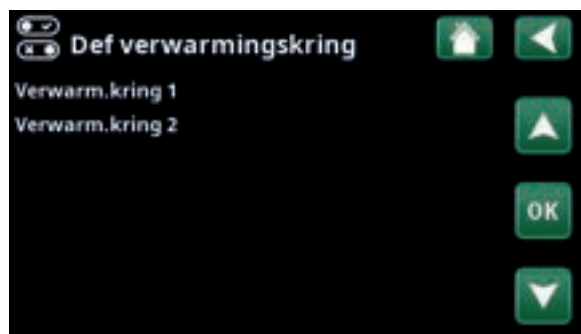 Def verwarmingskring
Verwarm.kring 1
Verwarm.kring 2
OK